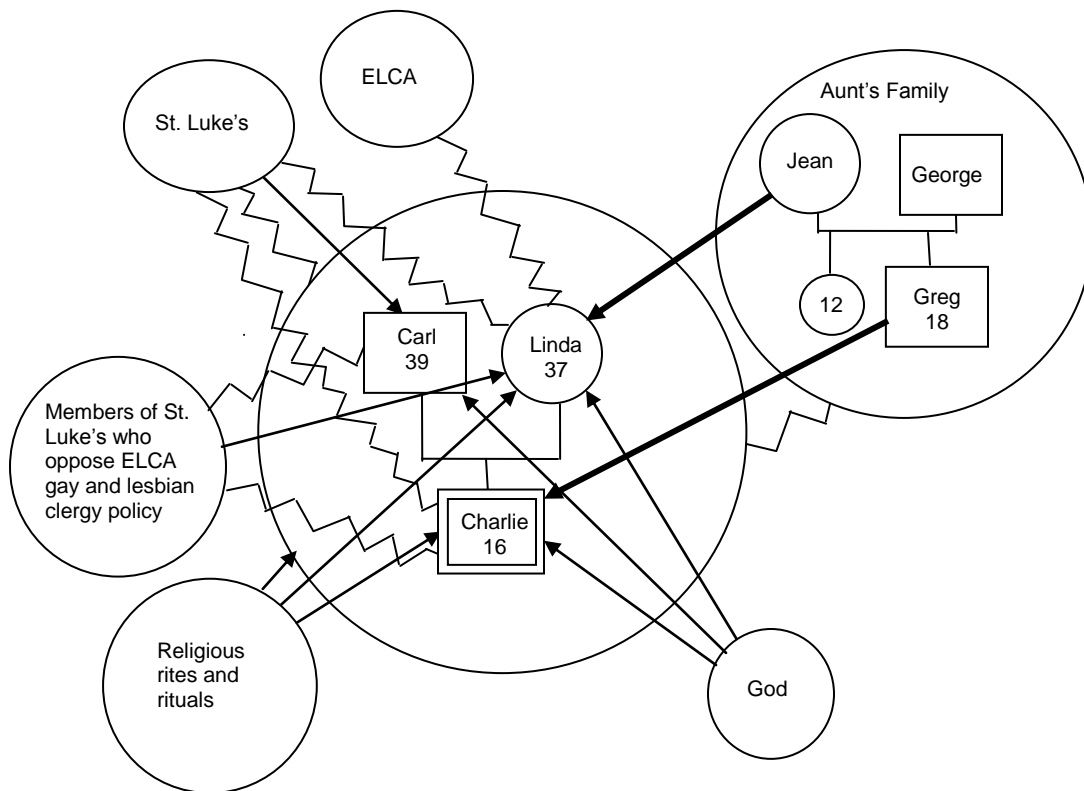 ELCA
St. Luke's
Aunt's Family
Jean
George
12
Greg
18
Carl
39
Linda
37
Members of St.
Luke's who
oppose ELCA
gay and lesbian
clergy policy
Charlie
16
Religious
rites and
rituals
God